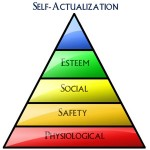 Self-Actualization
Esteem
Social
Safety
Physiological